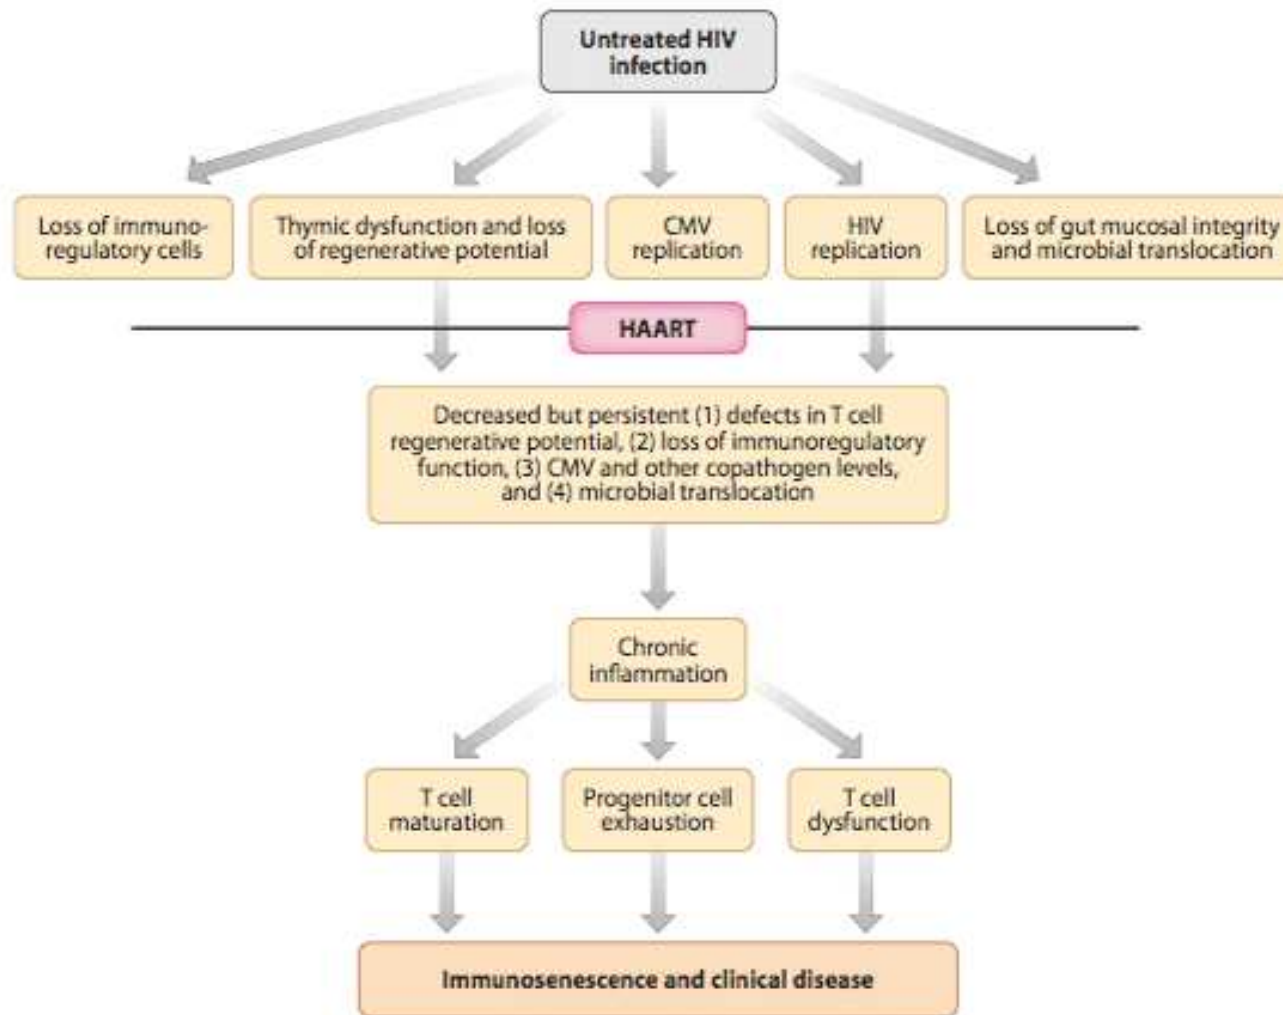 Untreated HIV
infection
Loss of immuno-
regulatory cells
Thymic dysfunction and loss
of regenerative potential
CMV
replication
HIV
replication
Loss of gut mucosal integrity
and microbial translocation
HAART
Decreased but persistent (1) defects in T cell
regenerative potential, (2) loss of immunoregulatory
function, (3) CMV and other copathogen levels,
and (4) microbial translocation
Chronic
inflammation
T cell
maturation
Progenitor cell
exhaustion
T cell
dysfunction
Immunosenescence and clinical disease